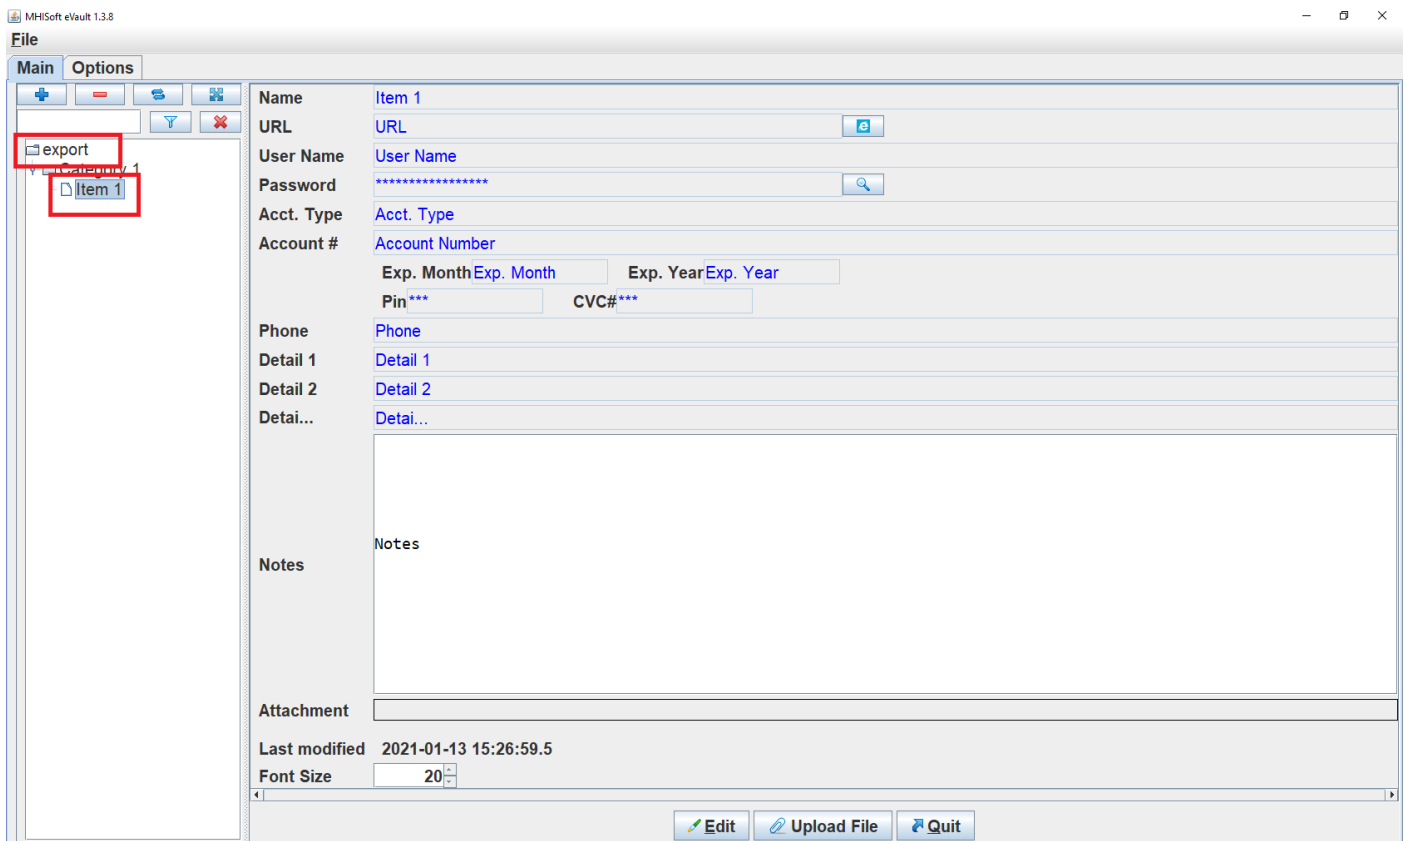 MHISoft eVault 1.3.8
File
Main Options
export
Category 1
Item 1
Name Item 1
URL URL
User Name User Name
Password *****************
Acct. Type Acct. Type
Account # Account Number
Exp. Month Exp. Month Exp. Year Exp. Year
Pin *** CVC# ***
Phone Phone
Detail 1 Detail 1
Detail 2 Detail 2
Detai... Detai...
Notes Notes
Attachment
Last modified 2021-01-13 15:26:59.5
Font Size 20
Edit Upload File Quit